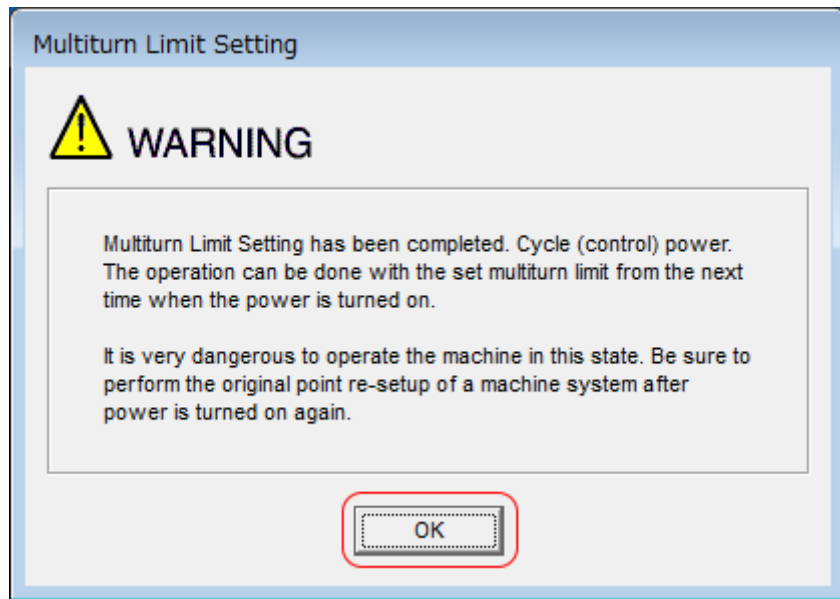 Multiturn Limit Setting
WARNING
Multiturn Limit Setting has been completed. Cycle (control) power.
The operation can be done with the set multiturn limit from the next
time when the power is turned on.
It is very dangerous to operate the machine in this state. Be sure to
perform the original point re-setup of a machine system after
power is turned on again.
OK